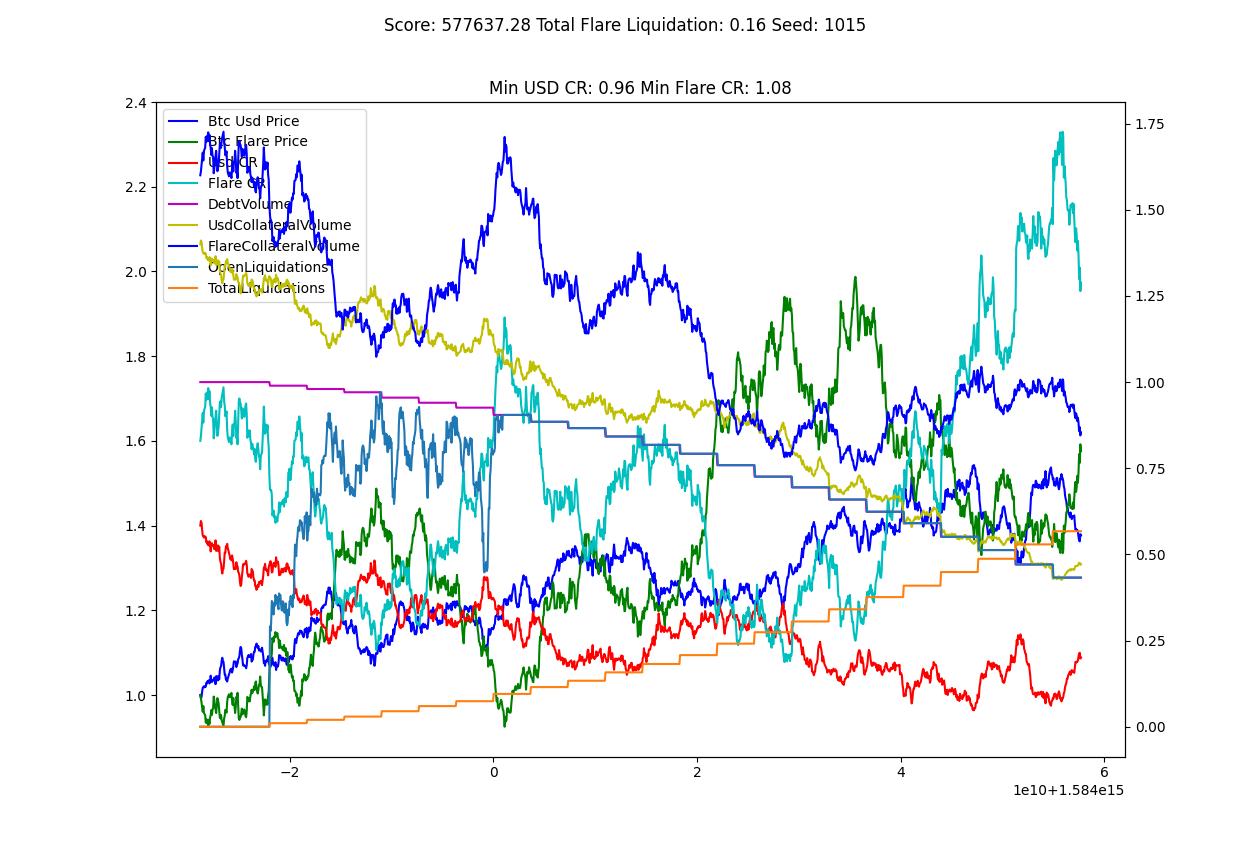 Score: 577637.28 Total Flare Liquidation: 0.16 Seed: 1015
Min USD CR: 0.96 Min Flare CR: 1.08
Btc Usd Price
Btc Flare Price
Usd CR
Flare CR
DebtVolume
UsdCollateralVolume
FlareCollateralVolume
OpenLiquidations
TotalLiquidations
2.4
2.2
2.0
1.8
1.6
1.4
1.2
1.0
1.75
1.50
1.25
1.00
0.75
0.50
0.25
0.00
−2
0
2
4
6
1e10+1.584e15